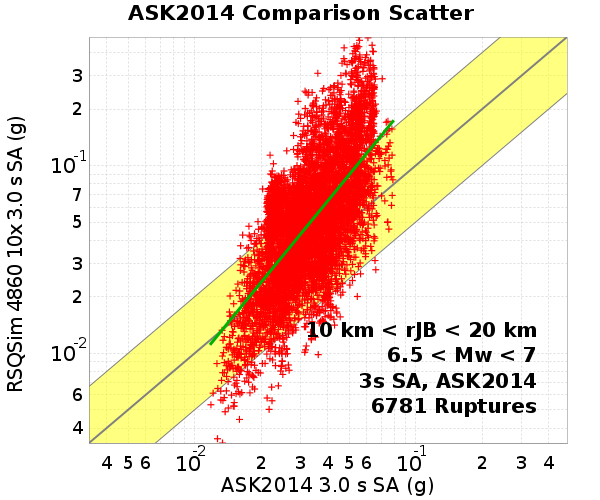 ASK2014 Comparison Scatter
RSQSim 4860 10x 3.0 s SA (g)
3
2
10-1
7
5
3
2
10-2
6
4
10 km < rJB < 20 km
6.5 < Mw < 7
3s SA, ASK2014
6781 Ruptures
4 5 6 10-2 2 3 4 5 6 10-1 2 3 4
ASK2014 3.0 s SA (g)